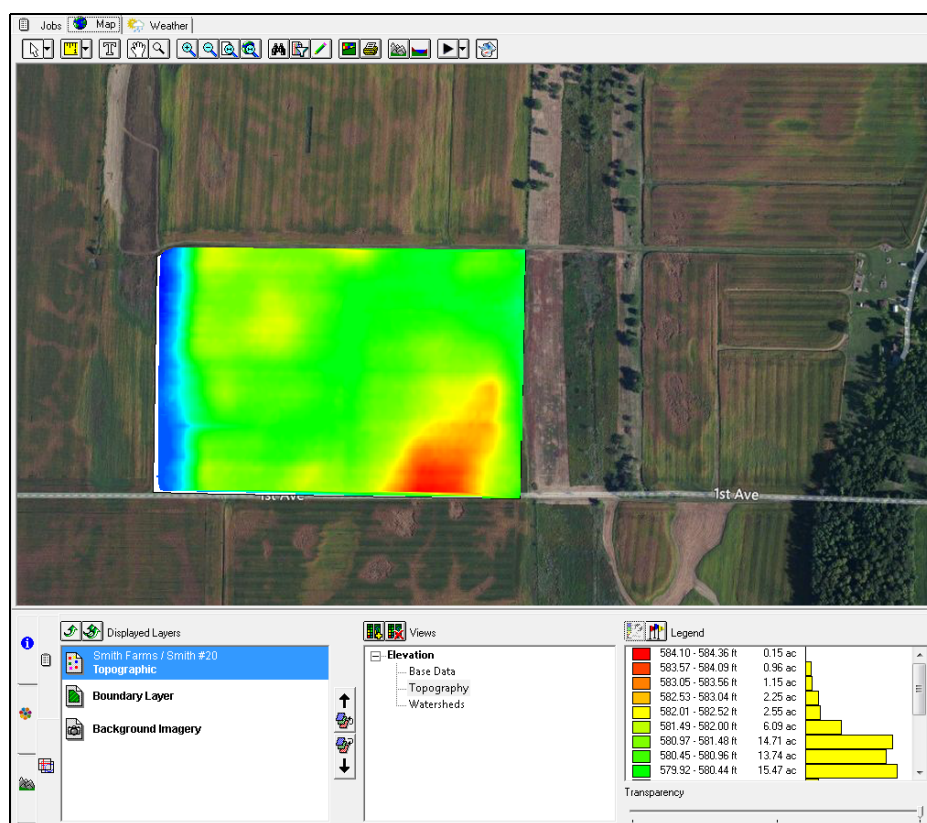 Jobs Map Weather
1st Ave
1st Ave
Displayed Layers
Smith Farms / Smith #20
Topographic
Boundary Layer
Background Imagery
Views
Elevation
Base Data
Topography
Watersheds
Legend
584.10 - 584.36 ft 0.15 ac
583.57 - 584.09 ft 0.96 ac
583.05 - 583.56 ft 1.15 ac
582.53 - 583.04 ft 2.25 ac
582.01 - 582.52 ft 2.55 ac
581.49 - 582.00 ft 6.09 ac
580.97 - 581.48 ft 14.71 ac
580.45 - 580.96 ft 13.74 ac
579.92 - 580.44 ft 15.47 ac
Transparency